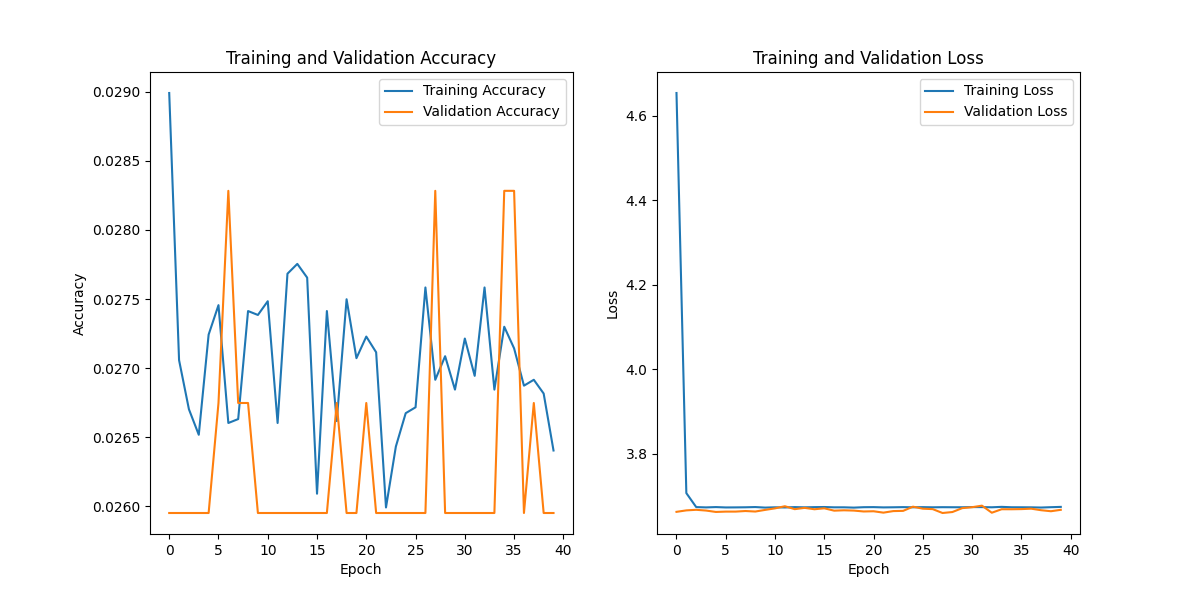 Training and Validation Accuracy
Training Accuracy
Validation Accuracy
0.0290
0.0285
0.0280
0.0275
0.0270
0.0265
0.0260
Accuracy
0 5 10 15 20 25 30 35 40
Epoch
Training and Validation Loss
Training Loss
Validation Loss
4.6
4.4
4.2
4.0
3.8
Loss
0 5 10 15 20 25 30 35 40
Epoch